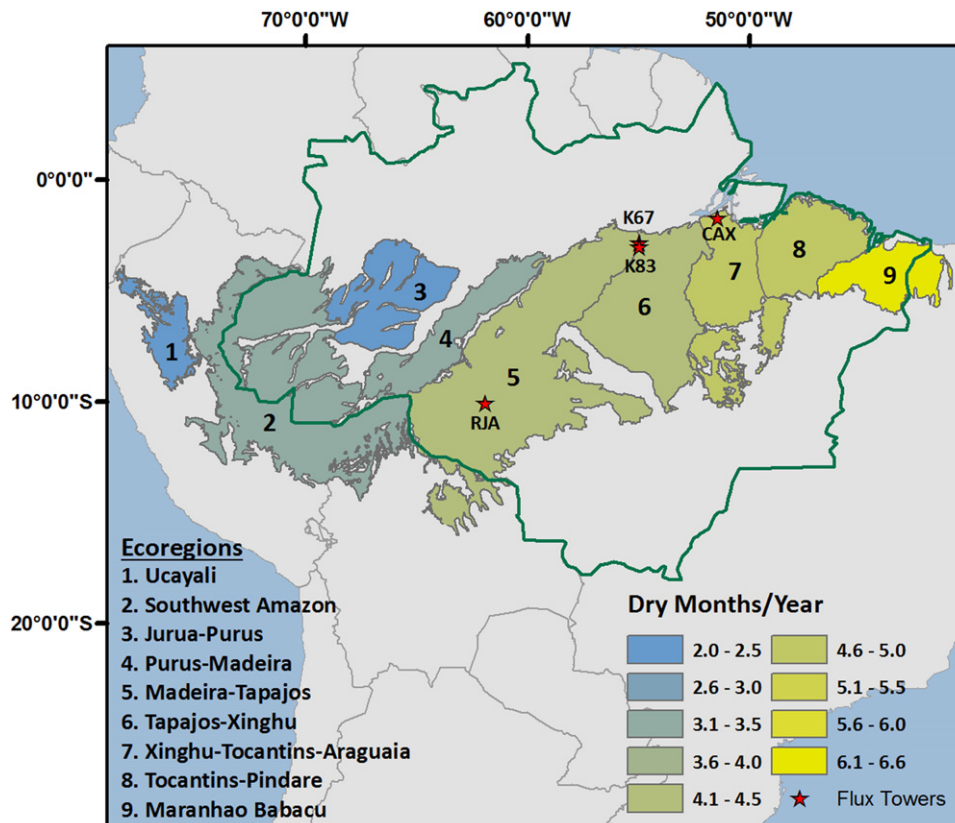 70°0'0"W 60°0'0"W 50°0'0"W
0°0'0"
10°0'0"S
20°0'0"S
K67
K83
CAX
RJA
1
2
3
4
5
6
7
8
9
Ecoregions
1. Ucayali
2. Southwest Amazon
3. Jurua-Purus
4. Purus-Madeira
5. Madeira-Tapajos
6. Tapajos-Xinghu
7. Xinghu-Tocantins-Araguaia
8. Tocantins-Pindare
9. Maranhao Babacu
Dry Months/Year
2.0 - 2.5 4.6 - 5.0
2.6 - 3.0 5.1 - 5.5
3.1 - 3.5 5.6 - 6.0
3.6 - 4.0 6.1 - 6.6
4.1 - 4.5 Flux Towers